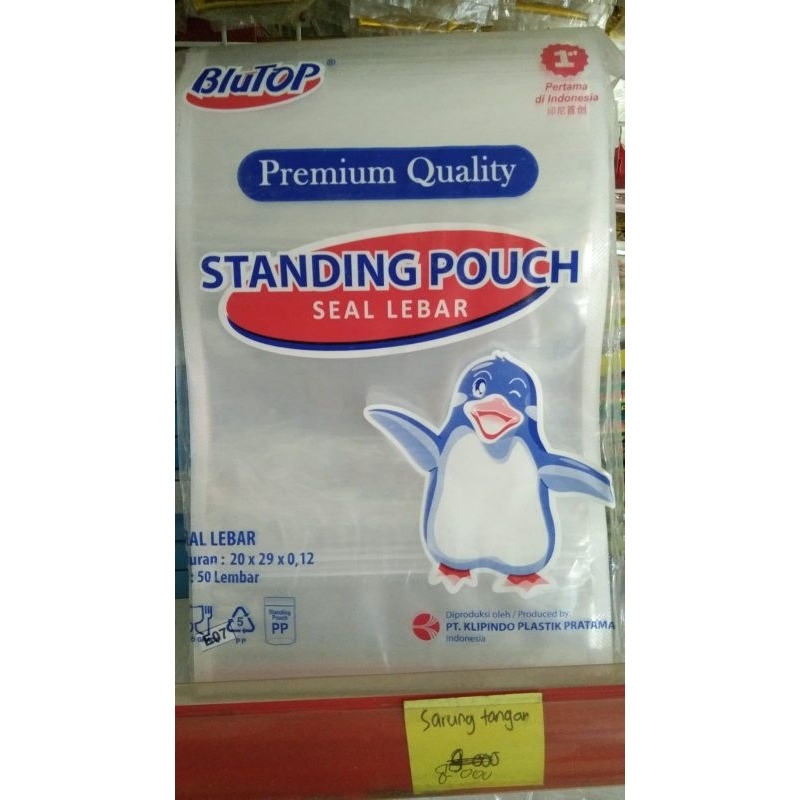 BluTOP®
1st
Pertama
di Indonesia
印尼首创
Premium Quality
STANDING POUCH
SEAL LEBAR
AL LEBAR
uran : 20 x 29 x 0,12
: 50 Lembar
E07
5
PP
Standing
Pouch
PP
Diproduksi oleh / Produced by:
PT. KLIPINDO PLASTIK PRATAMA
Indonesia
Sarung tangan
8.000